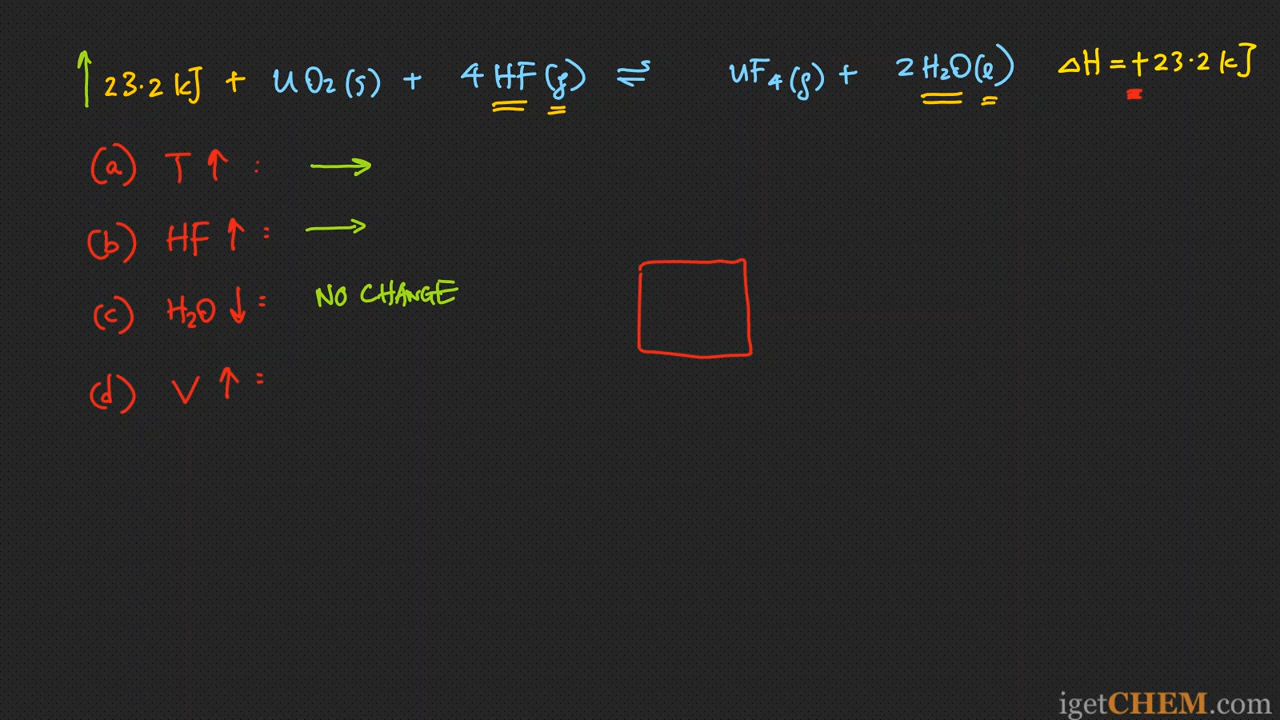 ↑ 23.2 kJ + UO₂(s) + 4 HF(g) ⇌ UF₄(g) + 2 H₂O(l) ΔH = +23.2 kJ
(a) T ↑ : →
(b) HF ↑ : →
(c) H₂O ↓ : NO CHANGE
(d) V ↑ :
igetCHEM.com